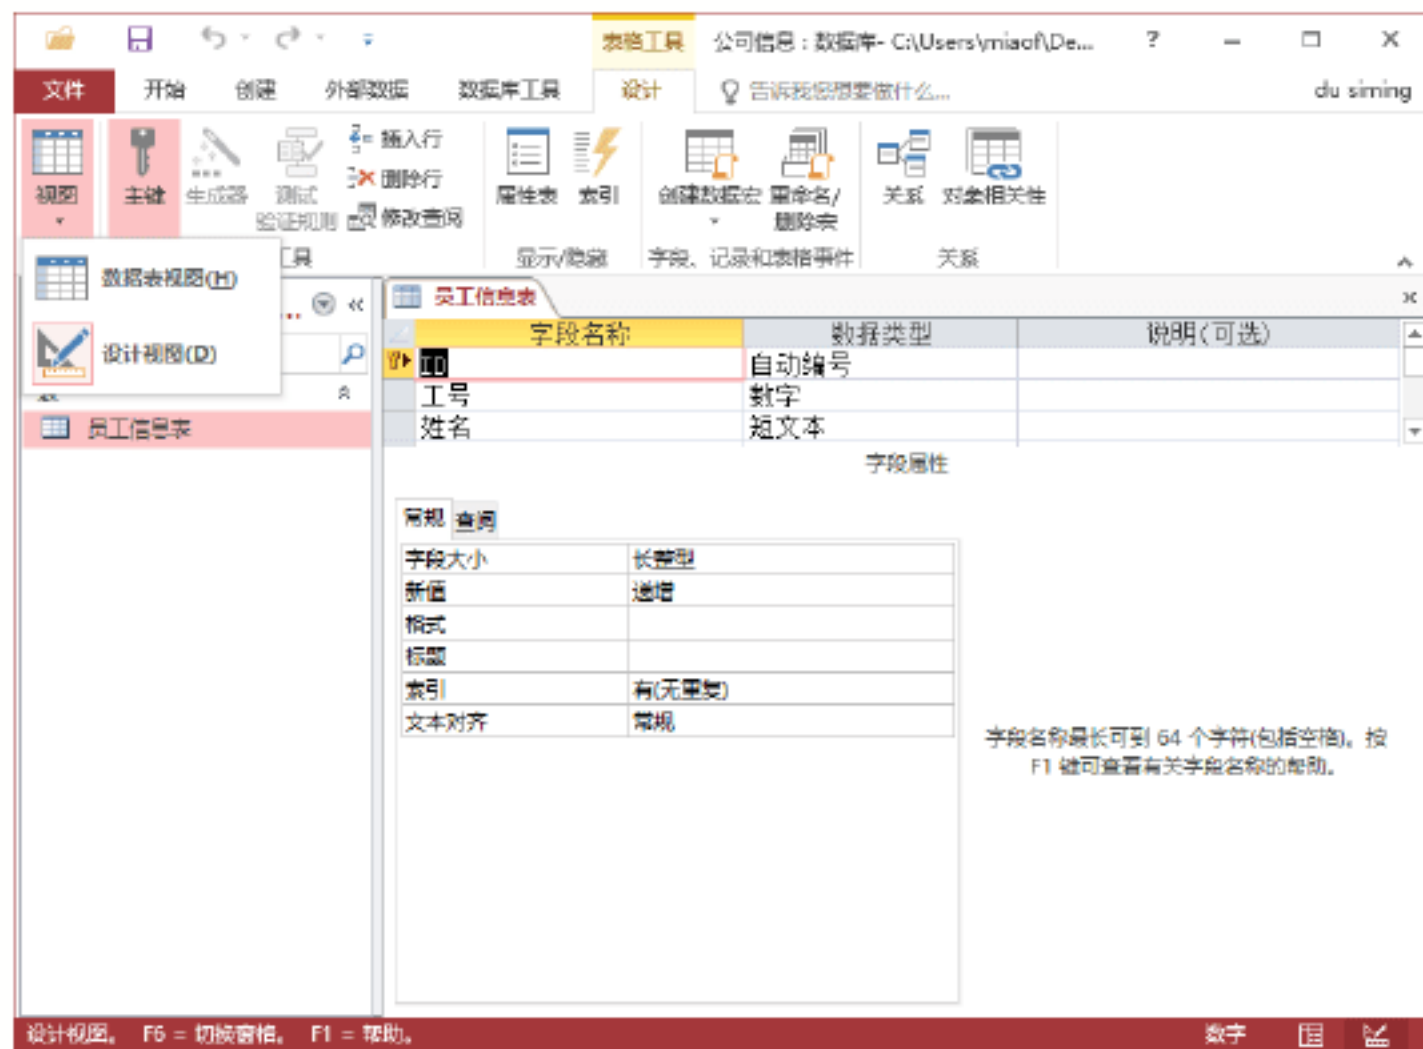 表格工具 公司信息：数据库- C:\Users\miaof\De... ?
文件 开始 创建 外部数据 数据库工具 设计 告诉我您想要做什么... du siming
视图 主键 生成器 测试 验证规则 插入行 删除行 修改查阅 属性表 索引 创建数据宏 重命名/ 删除表 关系 对象相关性
工具 显示/隐藏 字段、记录和表格事件 关系
数据表视图(H)
设计视图(D)
员工信息表
员工信息表
字段名称 数据类型 说明(可选)
ID 自动编号
工号 数字
姓名 短文本
字段属性
常规 查阅
字段大小 长整型
新值 递增
格式
标题
索引 有(无重复)
文本对齐 常规
字段名称最长可到 64 个字符(包括空格)。按
F1 键可查看有关字段名称的帮助。
设计视图。 F6 = 切换窗格。 F1 = 帮助。 数字